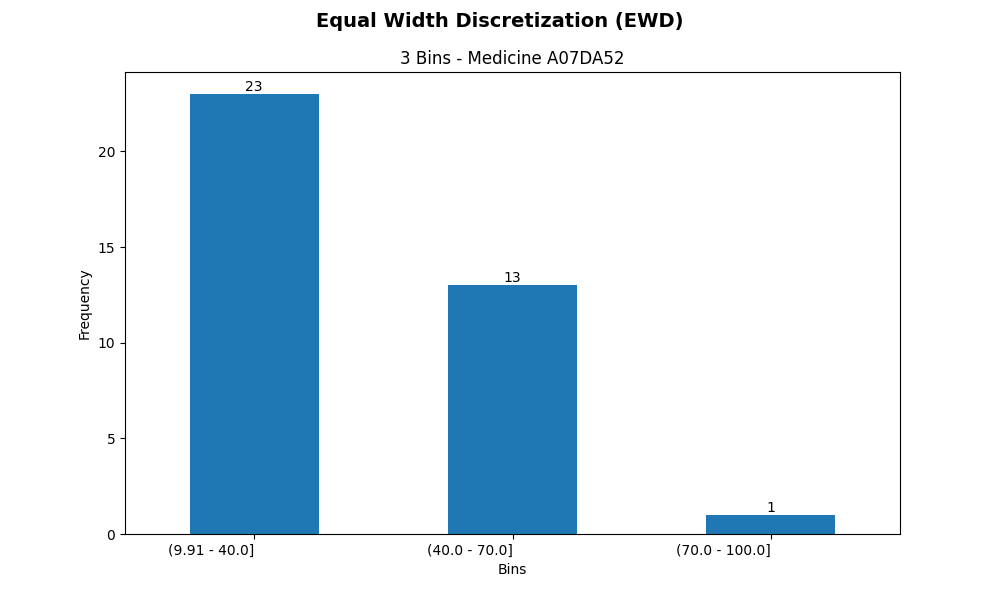 Equal Width Discretization (EWD)
3 Bins - Medicine A07DA52
23
13
1
Frequency
20
15
10
5
0
(9.91 - 40.0]
(40.0 - 70.0]
(70.0 - 100.0]
Bins